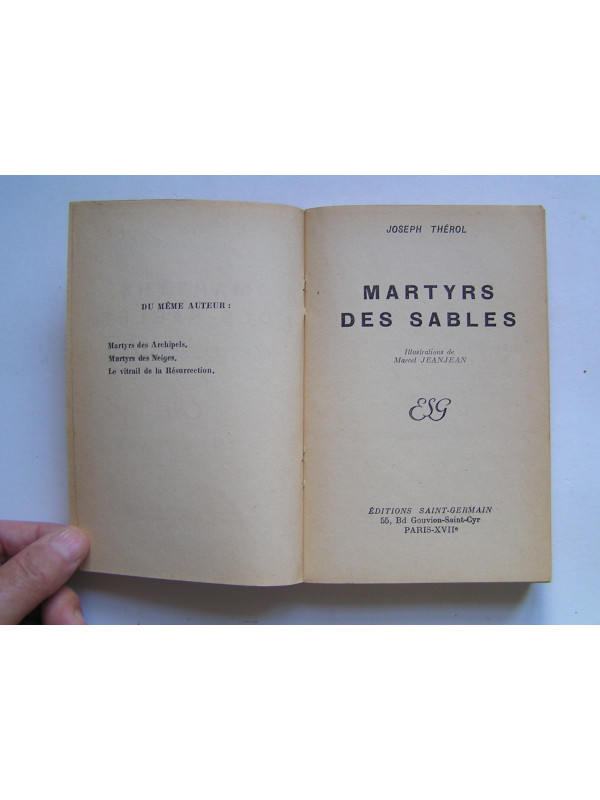 DU MÊME AUTEUR :
Martyrs des Archipels,
Martyrs des Neiges,
Le vitrail de la Résurrection,
JOSEPH THÉROL
MARTYRS
DES SABLES
Illustrations de
Marcel JEANJEAN
ESG
ÉDITIONS SAINT-GERMAIN
55, Bd Gouvion-Saint-Cyr
PARIS-XVIIe